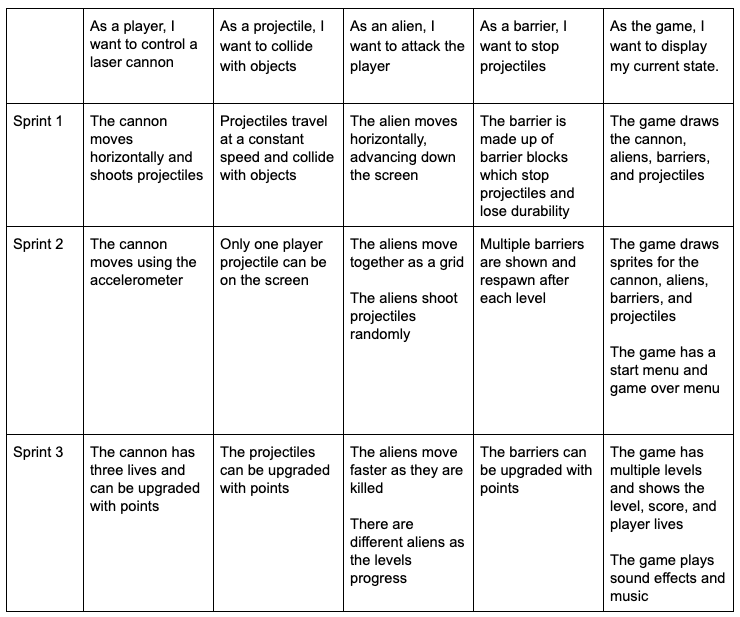 As a player, I
want to control a
laser cannon
As a projectile, I
want to collide
with objects
As an alien, I
want to attack the
player
As a barrier, I
want to stop
projectiles
As the game, I
want to display
my current state.
Sprint 1
The cannon
moves
horizontally and
shoots projectiles
Projectiles travel
at a constant
speed and collide
with objects
The alien moves
horizontally,
advancing down
the screen
The barrier is
made up of
barrier blocks
which stop
projectiles and
lose durability
The game draws
the cannon,
aliens, barriers,
and projectiles
Sprint 2
The cannon
moves using the
accelerometer
Only one player
projectile can be
on the screen
The aliens move
together as a grid
The aliens shoot
projectiles
randomly
Multiple barriers
are shown and
respawn after
each level
The game draws
sprites for the
cannon, aliens,
barriers, and
projectiles
The game has a
start menu and
game over menu
Sprint 3
The cannon has
three lives and
can be upgraded
with points
The projectiles
can be upgraded
with points
The aliens move
faster as they are
killed
There are
different aliens as
the levels
progress
The barriers can
be upgraded with
points
The game has
multiple levels
and shows the
level, score, and
player lives
The game plays
sound effects and
music